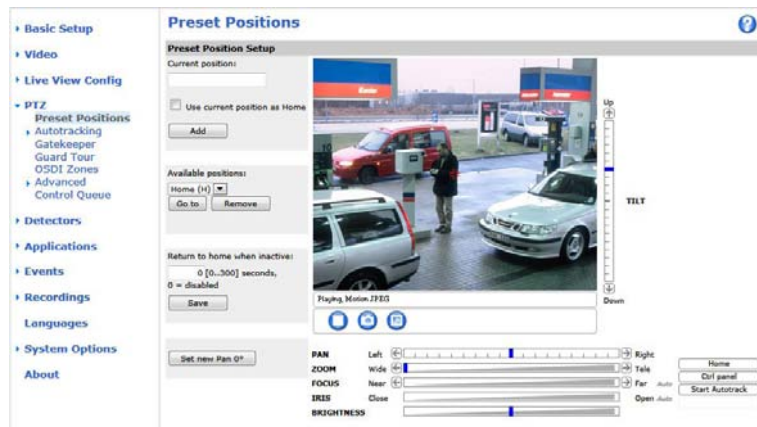 Preset Positions
Basic Setup
Video
Live View Config
PTZ
Preset Positions
Autotracking
Gatekeeper
Guard Tour
OSDI Zones
Advanced
Control Queue
Detectors
Applications
Events
Recordings
Languages
System Options
About
Preset Position Setup
Current position:
Use current position as Home
Add
Available positions:
Home (H)
Go to Remove
Return to home when inactive:
0 [0..300] seconds,
0 = disabled
Save
Set new Pan 0°
Up
TILT
Down
Playing, Motion JPEG
PAN Left Right
ZOOM Wide Tele
FOCUS Near Far Auto
IRIS Close Open Auto
BRIGHTNESS
Home
Ctrl panel
Start Autotrack